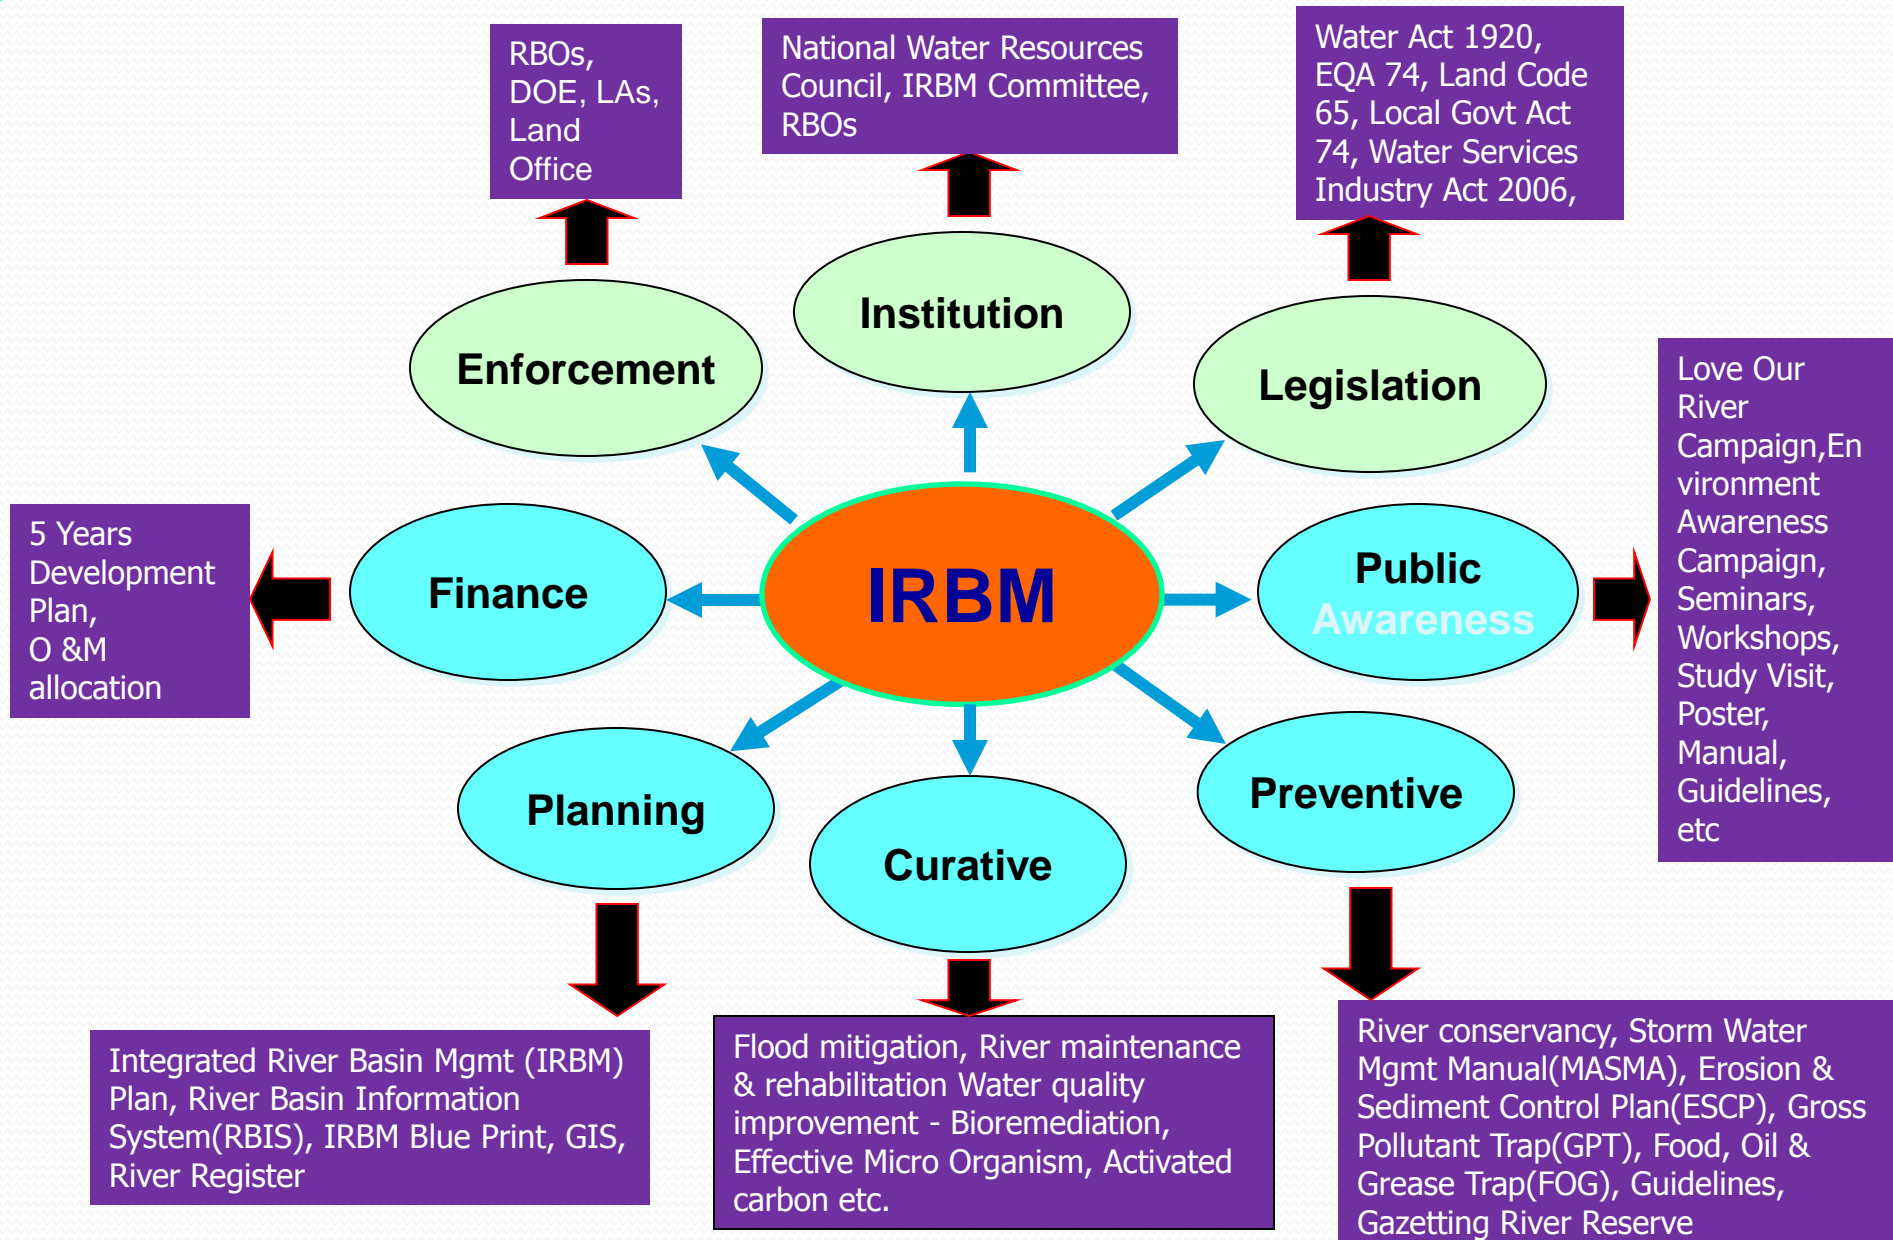 RBOs,
DOE, LAs,
Land
Office
National Water Resources
Council, IRBM Committee,
RBOs
Water Act 1920,
EQA 74, Land Code
65, Local Govt Act
74, Water Services
Industry Act 2006,
Enforcement
Institution
Legislation
5 Years
Development
Plan,
O &M
allocation
Finance
IRBM
Public
Awareness
Love Our
River
Campaign,En
vironment
Awareness
Campaign,
Seminars,
Workshops,
Study Visit,
Poster,
Manual,
Guidelines,
etc
Planning
Curative
Preventive
Integrated River Basin Mgmt (IRBM)
Plan, River Basin Information
System(RBIS), IRBM Blue Print, GIS,
River Register
Flood mitigation, River maintenance
& rehabilitation Water quality
improvement - Bioremediation,
Effective Micro Organism, Activated
carbon etc.
River conservancy, Storm Water
Mgmt Manual(MASMA), Erosion &
Sediment Control Plan(ESCP), Gross
Pollutant Trap(GPT), Food, Oil &
Grease Trap(FOG), Guidelines,
Gazetting River Reserve